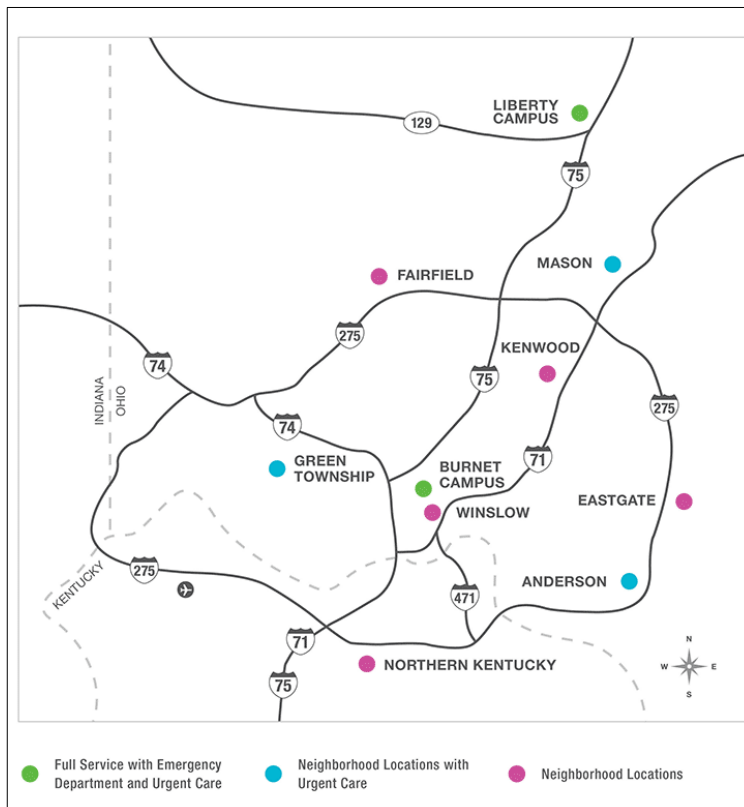 LIBERTY
CAMPUS
129
75
MASON
FAIRFIELD
275
KENWOOD
74
75
INDIANA
OHIO
275
74
71
GREEN
TOWNSHIP
BURNET
CAMPUS
WINSLOW
EASTGATE
KENTUCKY
275
ANDERSON
471
71
NORTHERN KENTUCKY
75
N
W
E
S
Full Service with Emergency
Department and Urgent Care
Neighborhood Locations with
Urgent Care
Neighborhood Locations